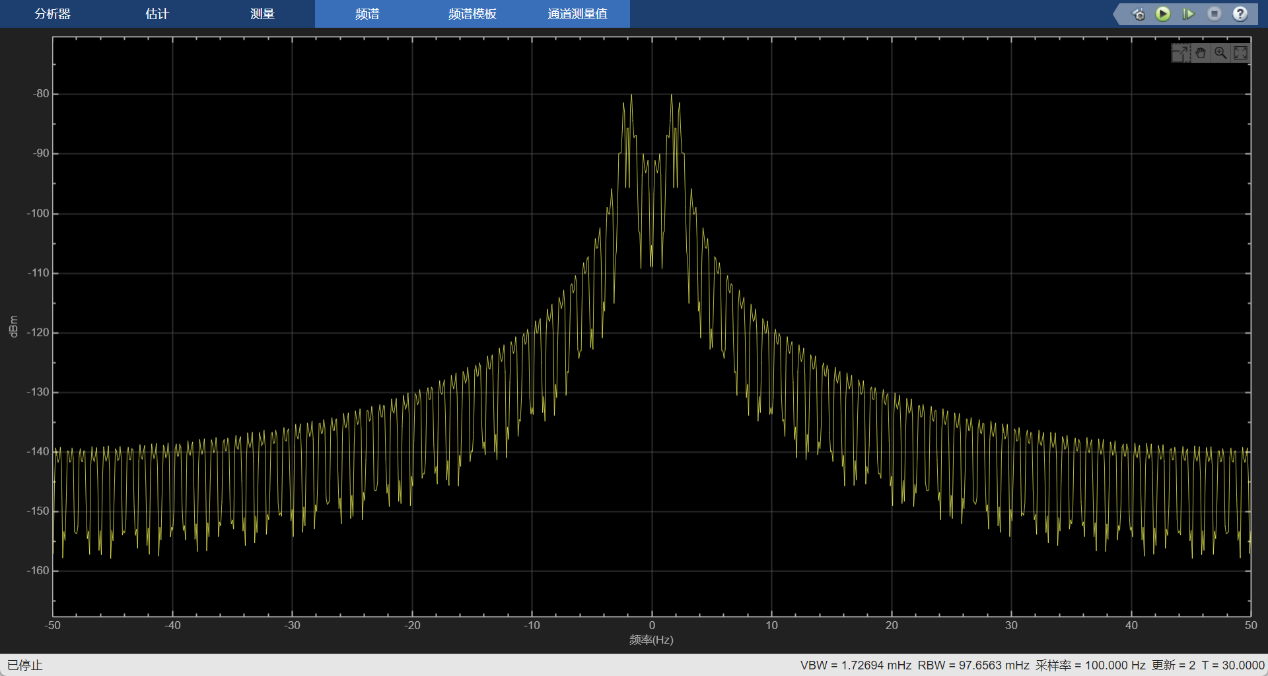 分析器 估计 测量 频谱 频谱模板 通道测量值
-80
-90
-100
-110
-120
-130
-140
-150
-160
dBm
-50 -40 -30 -20 -10 0 10 20 30 40 50
频率(Hz)
已停止 VBW = 1.72694 mHz RBW = 97.6563 mHz 采样率 = 100.000 Hz 更新 = 2 T = 30.0000